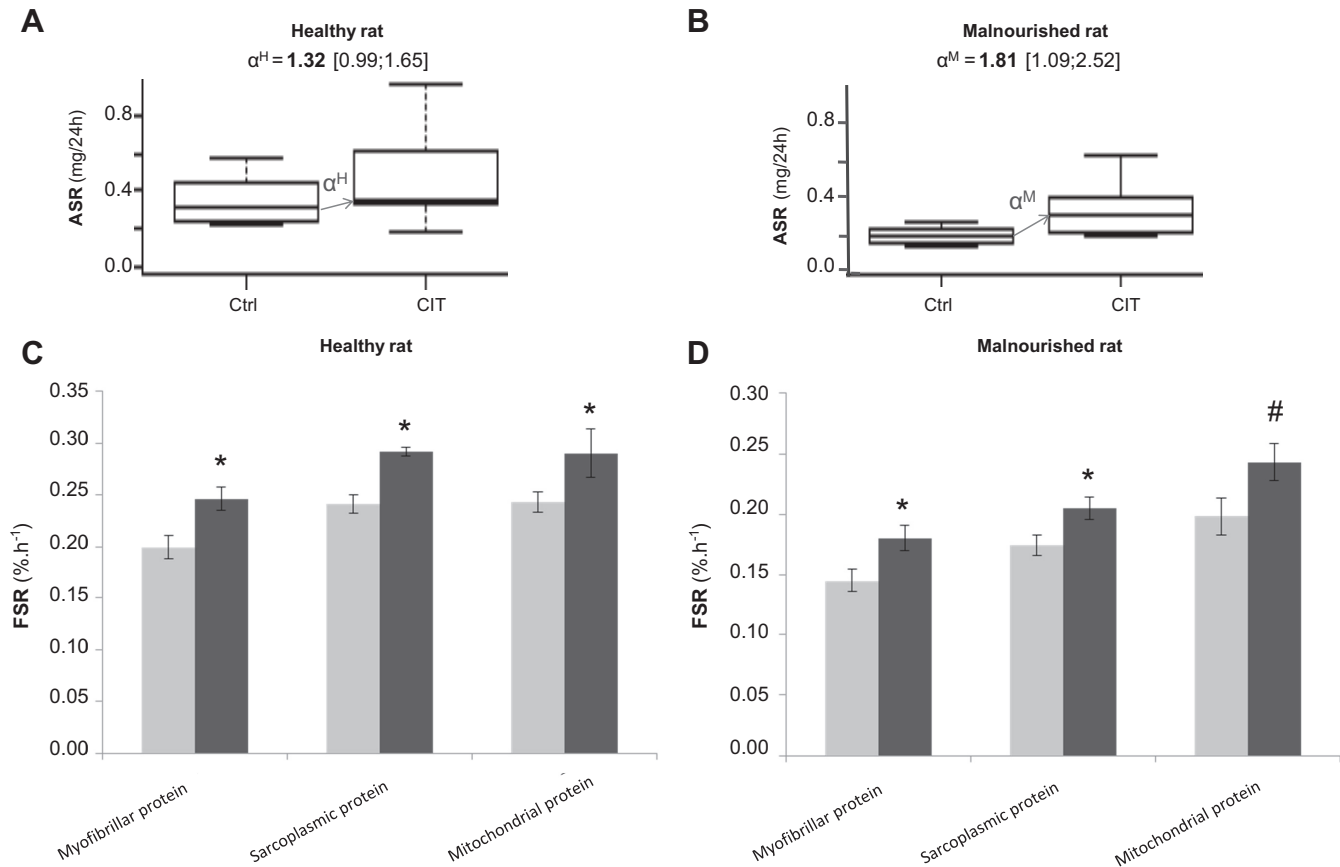 A
Healthy rat
αᴴ = 1.32 [0.99;1.65]
ASR (mg/24h)
0.8
0.4
0.0
αᴴ
Ctrl
CIT
B
Malnourished rat
αᴹ = 1.81 [1.09;2.52]
ASR (mg/24h)
0.8
0.4
0.0
αᴹ
Ctrl
CIT
C
Healthy rat
FSR (%.h⁻¹)
0.35
0.30
0.25
0.20
0.15
0.10
0.05
0.00
*
*
*
Myofibrillar protein
Sarcoplasmic protein
Mitochondrial protein
D
Malnourished rat
FSR (%.h⁻¹)
0.30
0.25
0.20
0.15
0.10
0.05
0.00
*
*
#
Myofibrillar protein
Sarcoplasmic protein
Mitochondrial protein